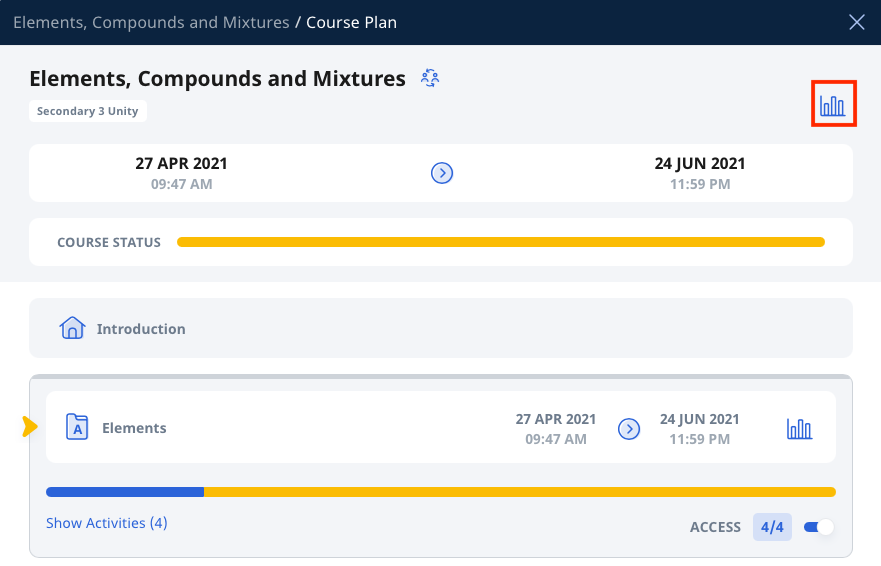 Elements, Compounds and Mixtures / Course Plan
Elements, Compounds and Mixtures
Secondary 3 Unity
27 APR 2021
09:47 AM
24 JUN 2021
11:59 PM
COURSE STATUS
Introduction
A
Elements
27 APR 2021
09:47 AM
24 JUN 2021
11:59 PM
Show Activities (4)
ACCESS 4/4